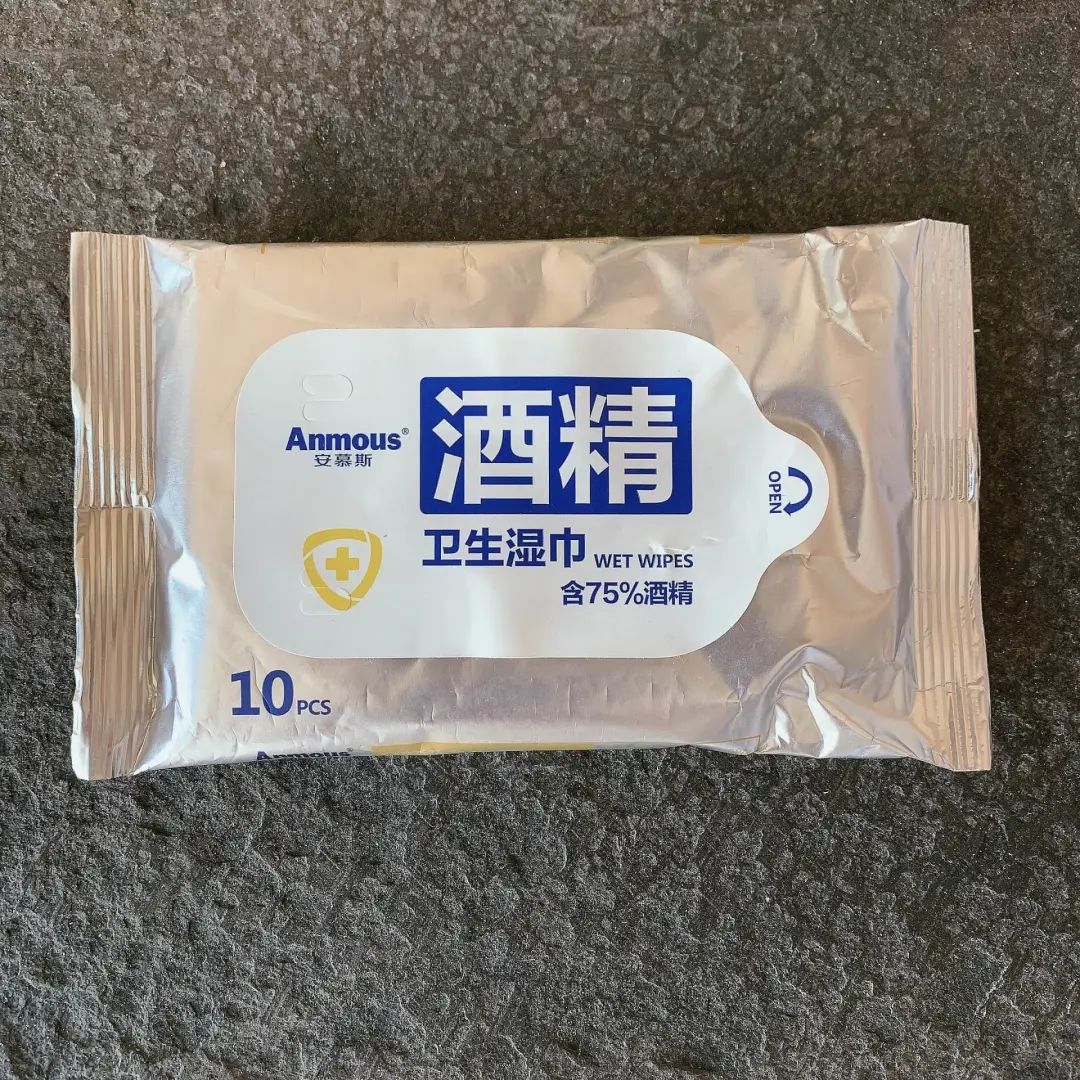 酒精
Anmous®
安慕斯
OPEN
卫生湿巾 WET WIPES
含75%酒精
10PCS
Anmous